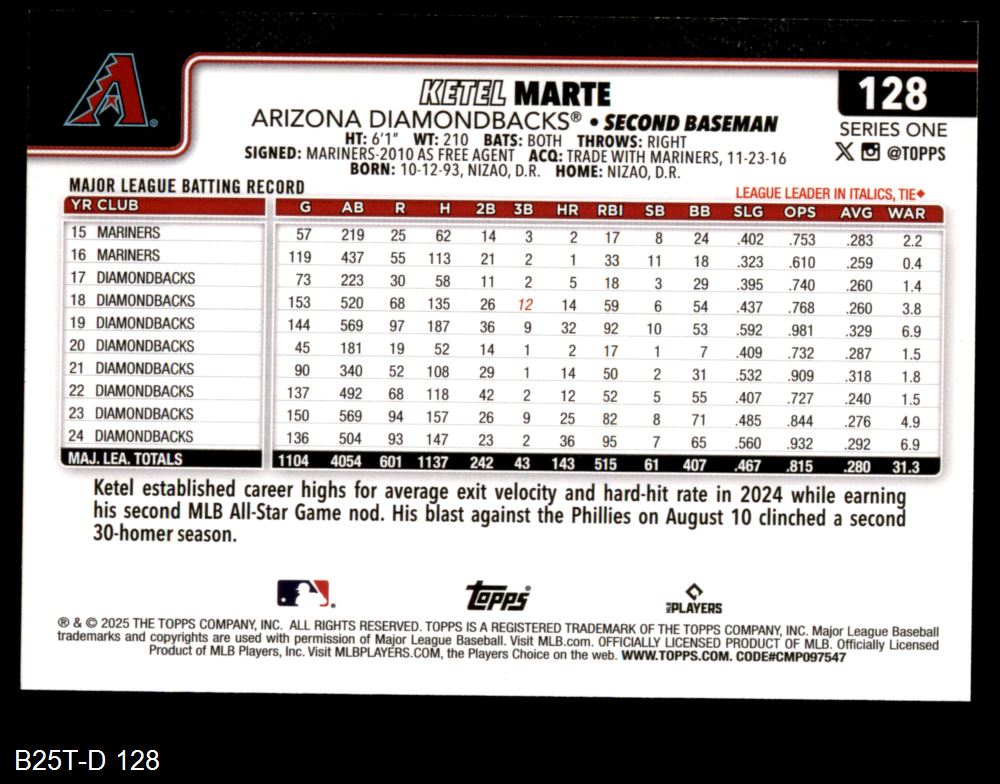 KETEL MARTE
128
ARIZONA DIAMONDBACKS® • SECOND BASEMAN
SERIES ONE
HT: 6'1" WT: 210 BATS: BOTH THROWS: RIGHT
@TOPPS
SIGNED: MARINERS-2010 AS FREE AGENT ACQ: TRADE WITH MARINERS, 11-23-16
BORN: 10-12-93, NIZAO, D.R. HOME: NIZAO, D.R.
MAJOR LEAGUE BATTING RECORD
LEAGUE LEADER IN ITALICS, TIE◆
YR CLUB G AB R H 2B 3B HR RBI SB BB SLG OPS AVG WAR
15 MARINERS 57 219 25 62 14 3 2 17 8 24 .402 .753 .283 2.2
16 MARINERS 119 437 55 113 21 2 1 33 11 18 .323 .610 .259 0.4
17 DIAMONDBACKS 73 223 30 58 11 2 5 18 3 29 .395 .740 .260 1.4
18 DIAMONDBACKS 153 520 68 135 26 12 14 59 6 54 .437 .768 .260 3.8
19 DIAMONDBACKS 144 569 97 187 36 9 32 92 10 53 .592 .981 .329 6.9
20 DIAMONDBACKS 45 181 19 52 14 1 2 17 1 7 .409 .732 .287 1.5
21 DIAMONDBACKS 90 340 52 108 29 1 14 50 2 31 .532 .909 .318 1.8
22 DIAMONDBACKS 137 492 68 118 42 2 12 52 5 55 .407 .727 .240 1.5
23 DIAMONDBACKS 150 569 94 157 26 9 25 82 8 71 .485 .844 .276 4.9
24 DIAMONDBACKS 136 504 93 147 23 2 36 95 7 65 .560 .932 .292 6.9
MAJ. LEA. TOTALS 1104 4054 601 1137 242 43 143 515 61 407 .467 .815 .280 31.3
Ketel established career highs for average exit velocity and hard-hit rate in 2024 while earning
his second MLB All-Star Game nod. His blast against the Phillies on August 10 clinched a second
30-homer season.
Topps®
MLB PLAYERS
® & © 2025 THE TOPPS COMPANY, INC. ALL RIGHTS RESERVED. TOPPS IS A REGISTERED TRADEMARK OF THE TOPPS COMPANY, INC. Major League Baseball
trademarks and copyrights are used with permission of Major League Baseball. Visit MLB.com. OFFICIALLY LICENSED PRODUCT OF MLB. Officially Licensed
Product of MLB Players, Inc. Visit MLBPLAYERS.COM, the Players Choice on the web. WWW.TOPPS.COM. CODE#CMP097547
B25T-D 128